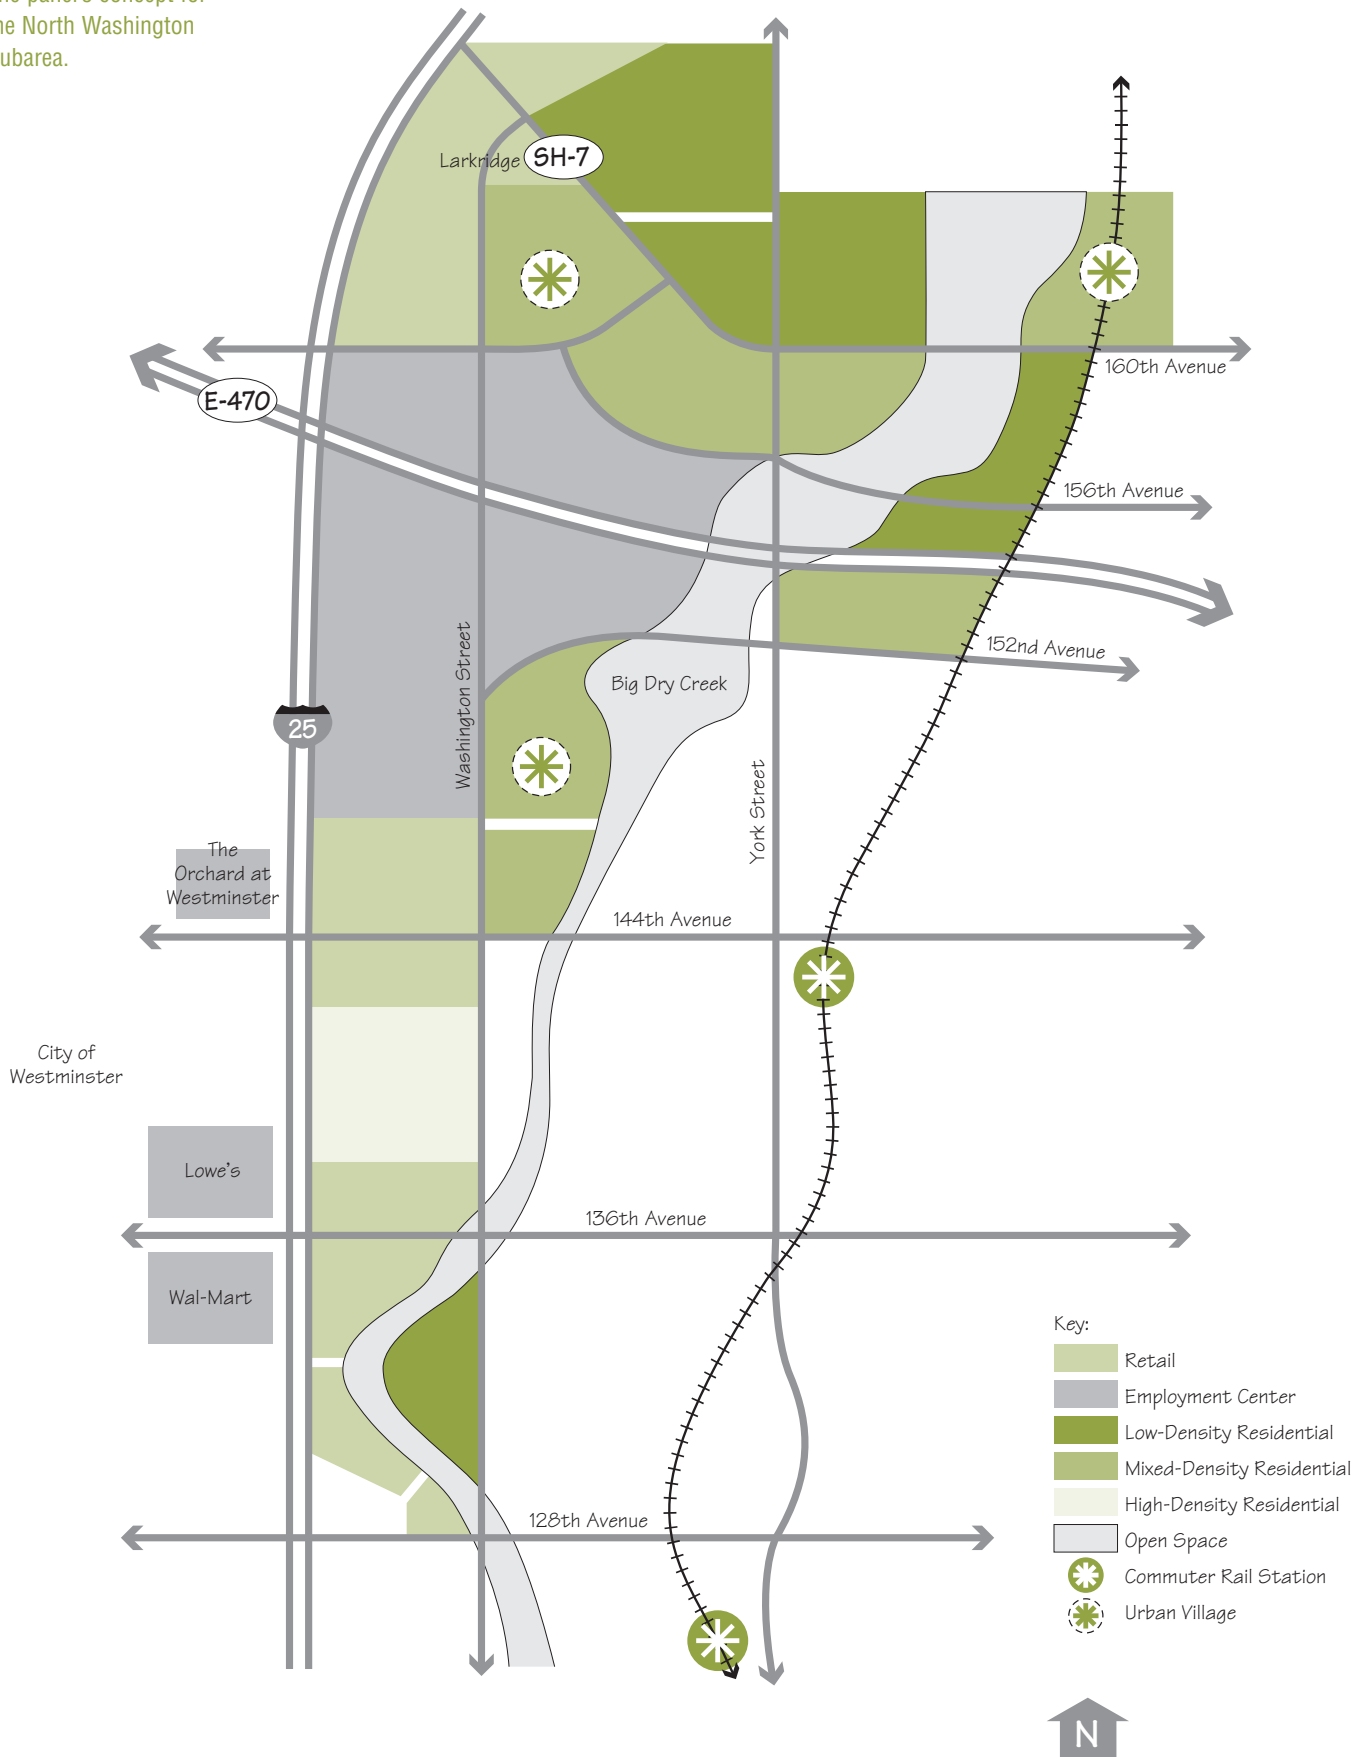 ubarea.
ne North Washington
Larkridge
SH-7
160th Avenue
E-470
156th Avenue
152nd Avenue
Big Dry Creek
Washington Street
25
York Street
The
Orchard at
Westminster
144th Avenue
City of
Westminster
Lowe's
136th Avenue
Wal-Mart
Key:
Retail
Employment Center
Low-Density Residential
Mixed-Density Residential
High-Density Residential
128th Avenue
Open Space
Commuter Rail Station
Urban Village
N